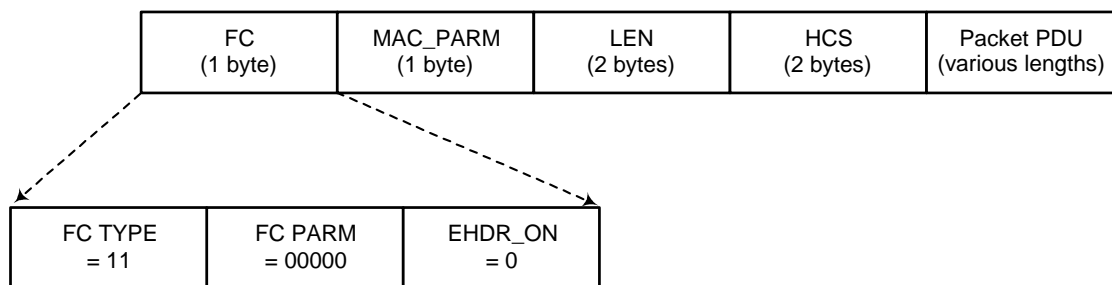 FC MAC_PARM LEN HCS Packet PDU
(1 byte) (1 byte) (2 bytes) (2 bytes) (various lengths)
FC TYPE FC PARM EHDR_ON
= 11 = 00000 = 0